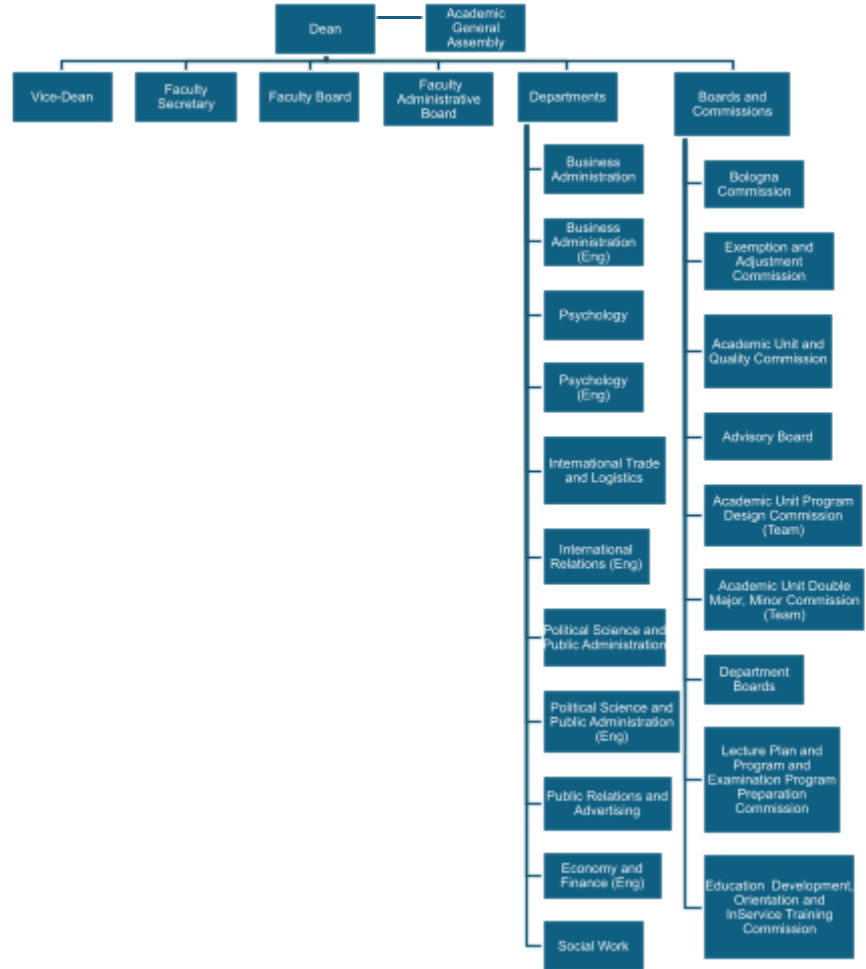 Dean
Academic
General
Assembly
Vice-Dean
Faculty
Secretary
Faculty Board
Faculty
Administrative
Board
Departments
Boards and
Commissions
Business
Administration
Business
Administration
(Eng)
Psychology
Psychology
(Eng)
International Trade
and Logistics
International
Relations (Eng)
Political Science and
Public Administration
Political Science and
Public Administration
(Eng)
Public Relations and
Advertising
Economy and
Finance (Eng)
Social Work
Bologna
Commission
Exemption and
Adjustment
Commission
Academic Unit and
Quality Commission
Advisory Board
Academic Unit Program
Design Commission
(Team)
Academic Unit Double
Major, Minor Commission
(Team)
Department
Boards
Lecture Plan and
Program and
Examination Program
Preparation
Commission
Education Development,
Orientation and
InService Training
Commission